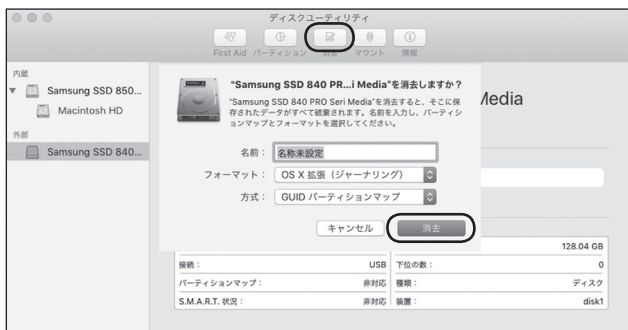 ディスクユーティリティ
First Aid パーティション 消去 マウント 情報
内蔵
Samsung SSD 850...
Macintosh HD
外部
Samsung SSD 840...
"Samsung SSD 840 PR...i Media"を消去しますか？
"Samsung SSD 840 PRO Seri Media"を消去すると、そこに保
存されたデータがすべて破棄されます。名前を入力し、パーティシ
ョンマップとフォーマットを選択してください。
Media
名前： 名称未設定
フォーマット： OS X 拡張（ジャーナリング）
方式： GUID パーティションマップ
キャンセル 消去
128.04 GB
接続： USB 下位の数： 0
パーティションマップ： 非対応 種類： ディスク
S.M.A.R.T. 状況： 非対応 装置： disk1